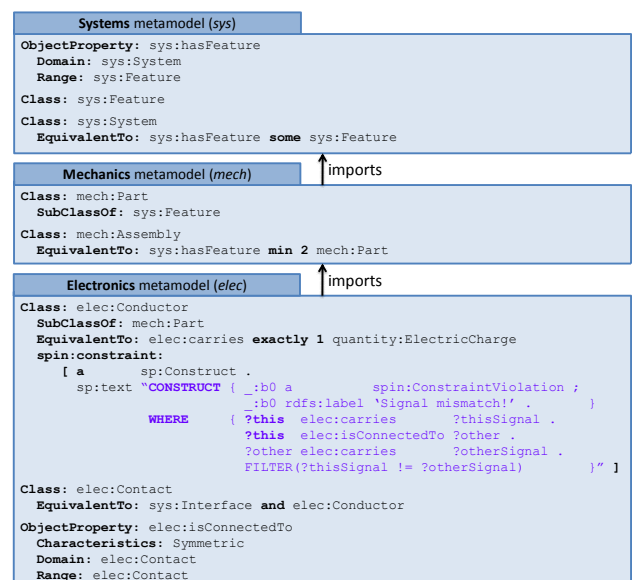 Systems metamodel (sys)
ObjectProperty: sys:hasFeature
Domain: sys:System
Range: sys:Feature
Class: sys:Feature
Class: sys:System
EquivalentTo: sys:hasFeature some sys:Feature
imports
Mechanics metamodel (mech)
Class: mech:Part
SubClassOf: sys:Feature
Class: mech:Assembly
EquivalentTo: sys:hasFeature min 2 mech:Part
imports
Electronics metamodel (elec)
Class: elec:Conductor
SubClassOf: mech:Part
EquivalentTo: elec:carries exactly 1 quantity:ElectricCharge
spin:constraint:
[ a sp:Construct .
sp:text “CONSTRUCT { _:b0 a spin:ConstraintViolation ;
_:b0 rdfs:label ‘Signal mismatch!’ . }
WHERE { ?this elec:carries ?thisSignal .
?this elec:isConnectedTo ?other .
?other elec:carries ?otherSignal .
FILTER(?thisSignal != ?otherSignal) }” ]
Class: elec:Contact
EquivalentTo: sys:Interface and elec:Conductor
ObjectProperty: elec:isConnectedTo
Characteristics: Symmetric
Domain: elec:Contact
Range: elec:Contact